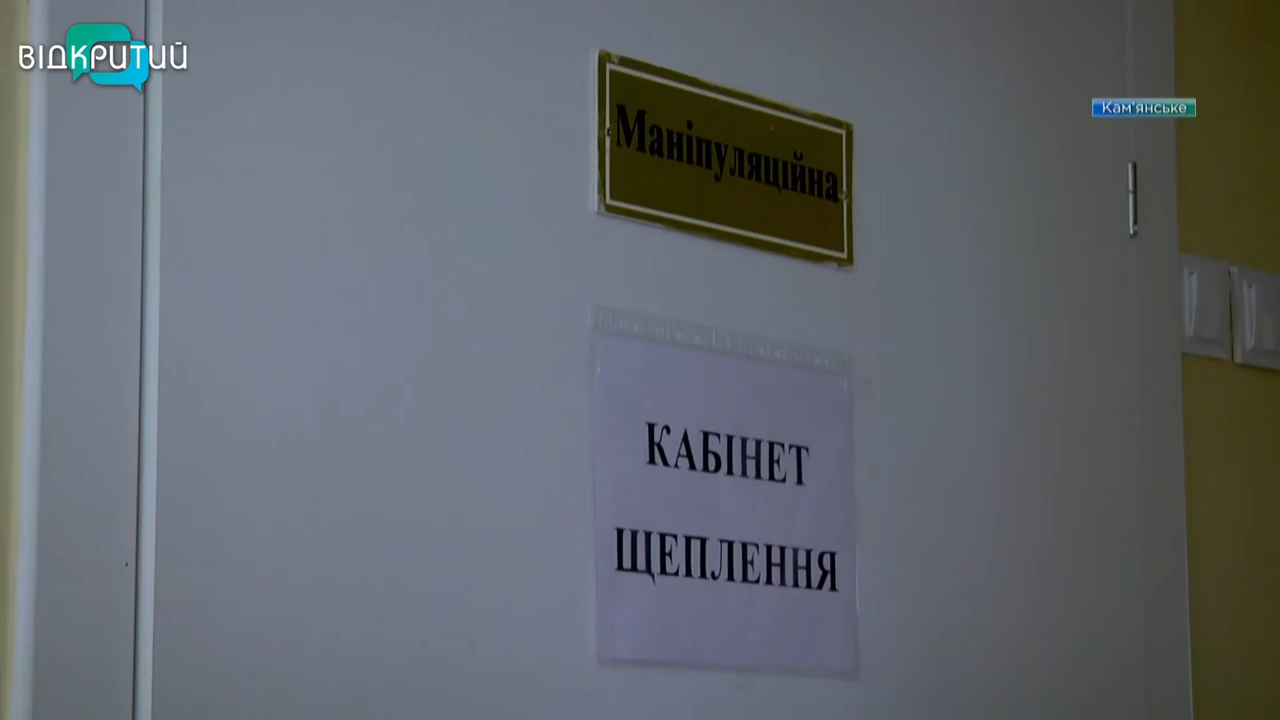 ВІДКРИТИЙ
Кам'янське
Маніпуляційна
КАБІНЕТ
ЩЕПЛЕННЯ